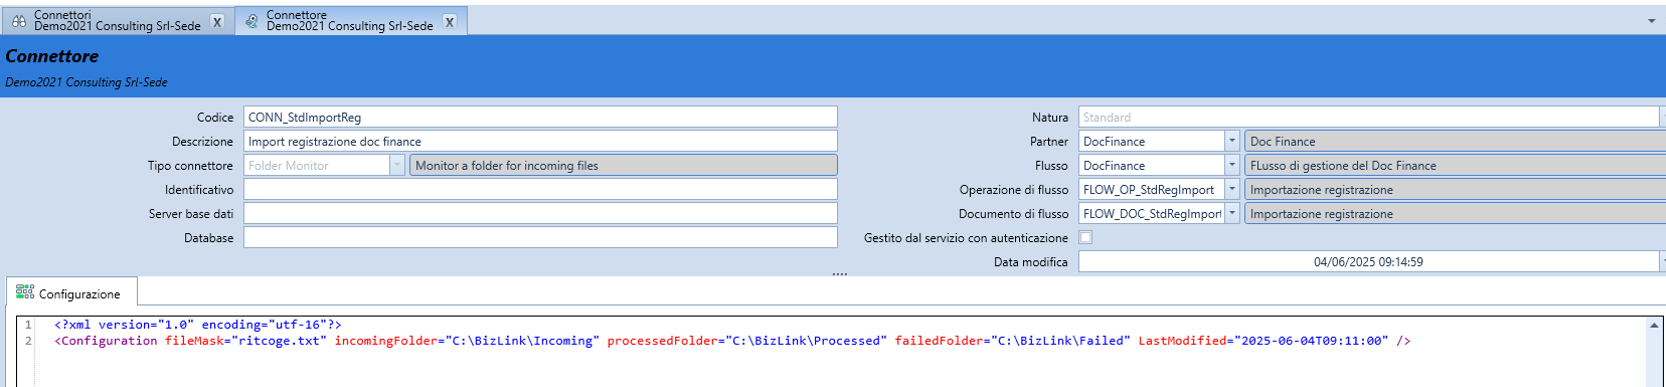 Connettori
Demo2021 Consulting Srl-Sede X
Connettore
Demo2021 Consulting Srl-Sede X
Connettore
Demo2021 Consulting Srl-Sede
Codice CONN_StdImportReg
Descrizione Import registrazione doc finance
Tipo connettore Folder Monitor Monitor a folder for incoming files
Identificativo
Server base dati
Database
Natura Standard
Partner DocFinance Doc Finance
Flusso DocFinance FLusso di gestione del Doc Finance
Operazione di flusso FLOW_OP_StdRegImport Importazione registrazione
Documento di flusso FLOW_DOC_StdRegImport Importazione registrazione
Gestito dal servizio con autenticazione
Data modifica 04/06/2025 09:14:59
Configurazione
1 <?xml version="1.0" encoding="utf-16"?>
2 <Configuration fileMask="ritcoge.txt" incomingFolder="C:\BizLink\Incoming" processedFolder="C:\BizLink\Processed" failedFolder="C:\BizLink\Failed" LastModified="2025-06-04T09:11:00" />